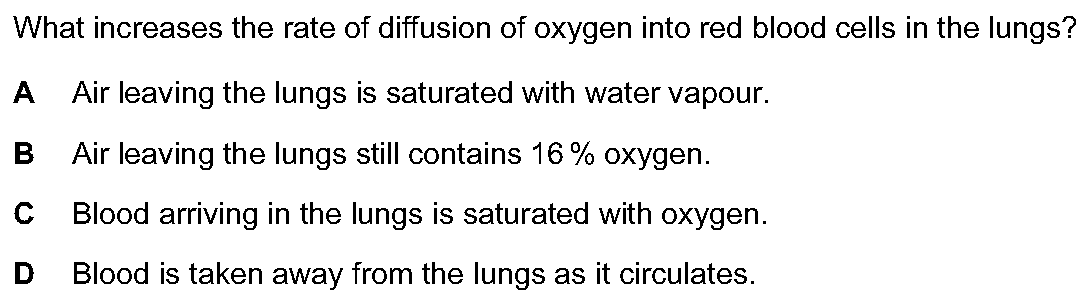 What increases the rate of diffusion of oxygen into red blood cells in the lungs?
A Air leaving the lungs is saturated with water vapour.
B Air leaving the lungs still contains 16 % oxygen.
C Blood arriving in the lungs is saturated with oxygen.
D Blood is taken away from the lungs as it circulates.